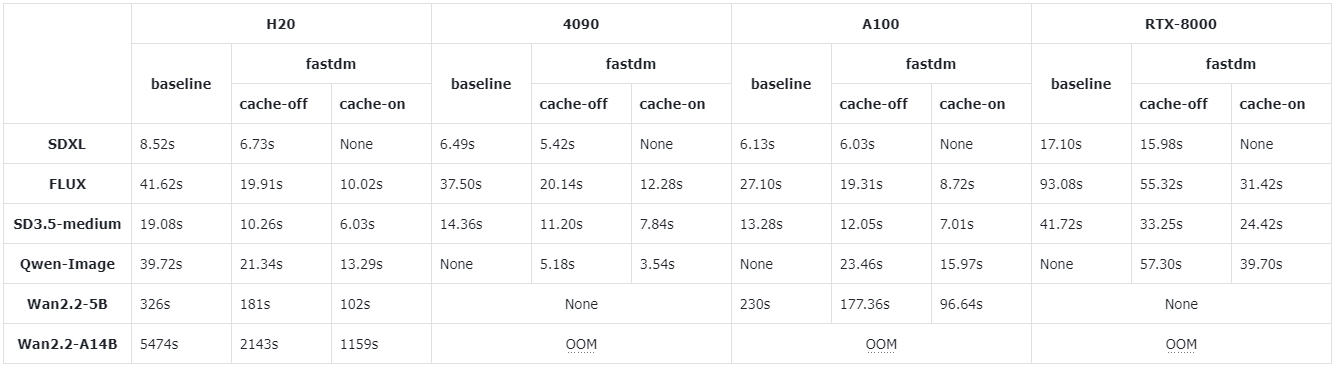 H20 4090 A100 RTX-8000
baseline fastdm baseline fastdm baseline fastdm baseline fastdm
cache-off cache-on cache-off cache-on cache-off cache-on cache-off cache-on
SDXL 8.52s 6.73s None 6.49s 5.42s None 6.13s 6.03s None 17.10s 15.98s None
FLUX 41.62s 19.91s 10.02s 37.50s 20.14s 12.28s 27.10s 19.31s 8.72s 93.08s 55.32s 31.42s
SD3.5-medium 19.08s 10.26s 6.03s 14.36s 11.20s 7.84s 13.28s 12.05s 7.01s 41.72s 33.25s 24.42s
Qwen-Image 39.72s 21.34s 13.29s None 5.18s 3.54s None 23.46s 15.97s None 57.30s 39.70s
Wan2.2-5B 326s 181s 102s None 230s 177.36s 96.64s None
Wan2.2-A14B 5474s 2143s 1159s OOM OOM OOM